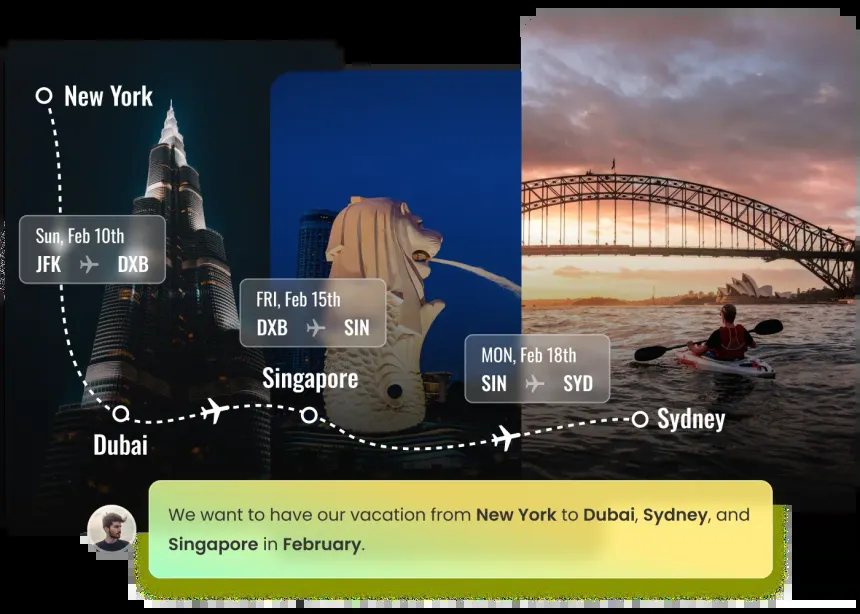 New York
Sun, Feb 10th
JFK DXB
FRI, Feb 15th
DXB SIN
MON, Feb 18th
SIN SYD
Singapore
Dubai
Sydney
We want to have our vacation from New York to Dubai, Sydney, and
Singapore in February.